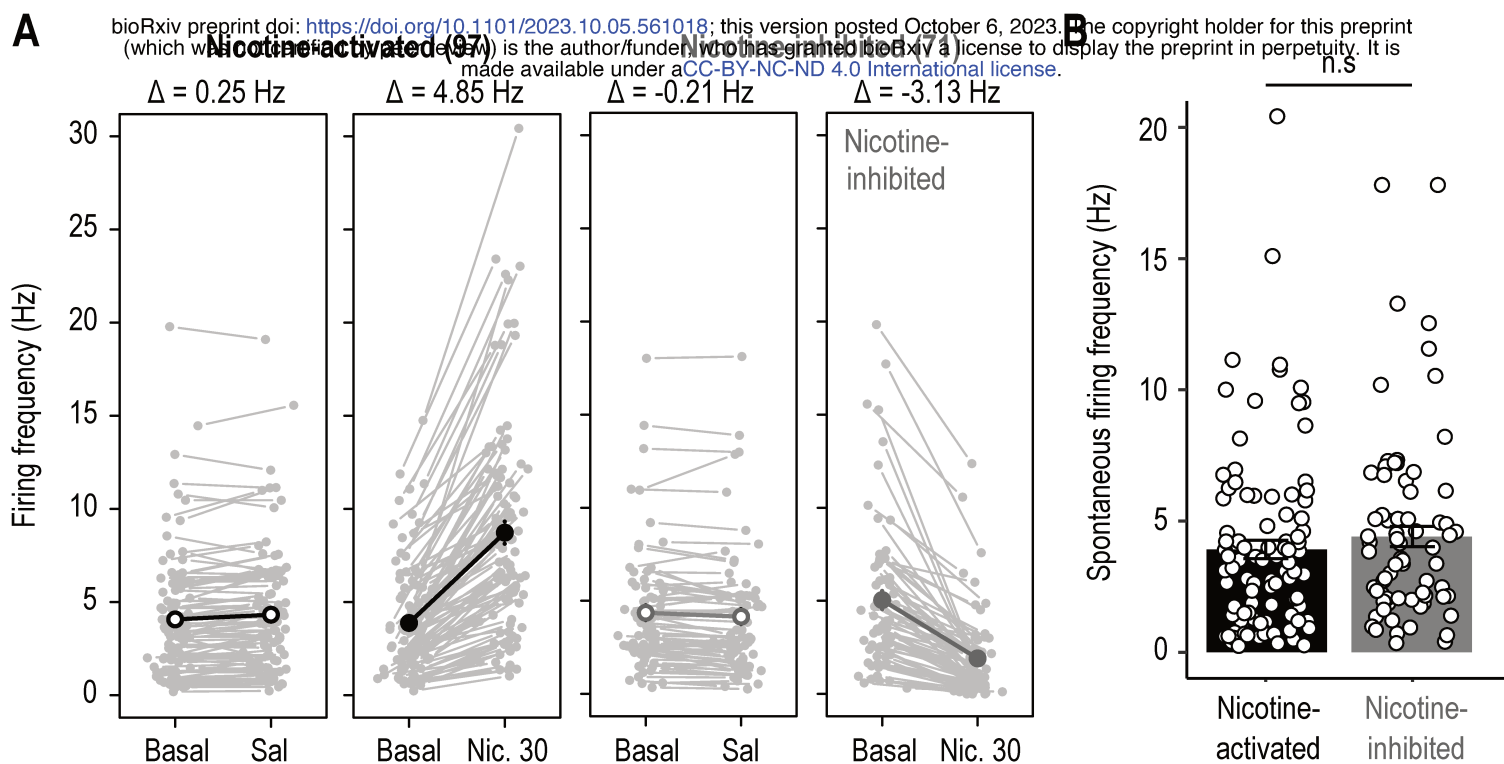 A
bioRxiv preprint doi: https://doi.org/10.1101/2023.10.05.561018; this version posted October 6, 2023. The copyright holder for this preprint
(which was not certified by peer review) is the author/funder, who has granted bioRxiv a license to display the preprint in perpetuity. It is
made available under aCC-BY-NC-ND 4.0 International license.
B
Nicotine-activated (97)
Nicotine-inhibited (71)
Δ = 0.25 Hz
Δ = 4.85 Hz
Δ = -0.21 Hz
Δ = -3.13 Hz
Firing frequency (Hz)
30
25
20
15
10
5
0
Nicotine-
inhibited
Basal Sal
Basal Nic. 30
Basal Sal
Basal Nic. 30
n.s
Spontaneous firing frequency (Hz)
20
15
10
5
0
Nicotine-
activated
Nicotine-
inhibited